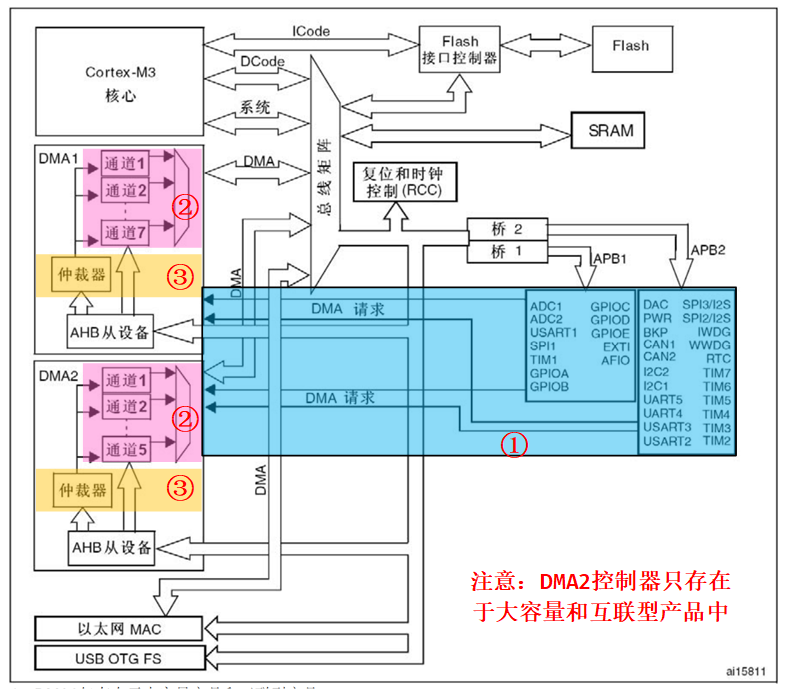 ICode
Cortex-M3
核心
DCode
系统
Flash
接口控制器
Flash
SRAM
总线矩阵
DMA
复位和时钟
控制(RCC)
DMA1
通道1
通道2
通道7
②
仲裁器
③
AHB从设备
DMA
桥 2
桥 1
APB1
APB2
DMA 请求
ADC1 GPIOC
ADC2 GPIOD
USART1 GPIOE
SPI1 EXTI
TIM1 AFIO
GPIOA
GPIOB
DAC SPI3/I2S
PWR SPI2/I2S
BKP IWDG
CAN1 WWDG
CAN2 RTC
I2C2 TIM7
I2C1 TIM6
UART5 TIM5
UART4 TIM4
USART3 TIM3
USART2 TIM2
DMA2
通道1
通道2
通道5
②
DMA 请求
①
仲裁器
③
AHB从设备
DMA
注意：DMA2控制器只存在
于大容量和互联型产品中
以太网 MAC
USB OTG FS
ai15811